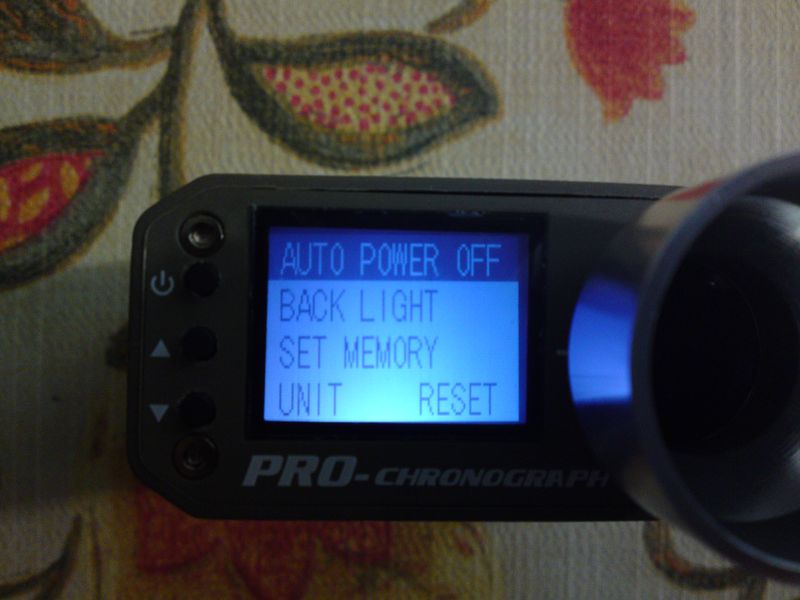 AUTO POWER OFF
BACK LIGHT
SET MEMORY
UNIT RESET
PRO-CHRONOGRAPH